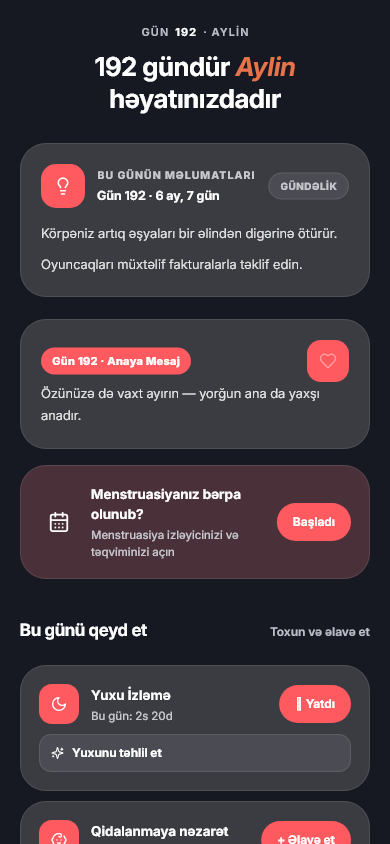 GÜN 192 · AYLİN
192 gündür Aylin
həyatınızdadır
BU GÜNÜN MƏLUMATLARI
Gün 192 · 6 ay, 7 gün
GÜNDƏLİK
Körpəniz artıq əşyaları bir əlindən digərinə ötürür.
Oyuncaqları müxtəlif fakturalarla təklif edin.
Gün 192 · Anaya Mesaj
Özünüzə də vaxt ayırın — yorğun ana da yaxşı
anadır.
Menstruasiyanız bərpa
olunub?
Menstruasiya izləyicinizi və
təqviminizi açın
Başladı
Bu günü qeyd et
Toxun və əlavə et
Yuxu İzləmə
Bu gün: 2s 20d
Yatdı
Yuxunu təhlil et
Qidalanmaya nəzarət
+ Əlavə et